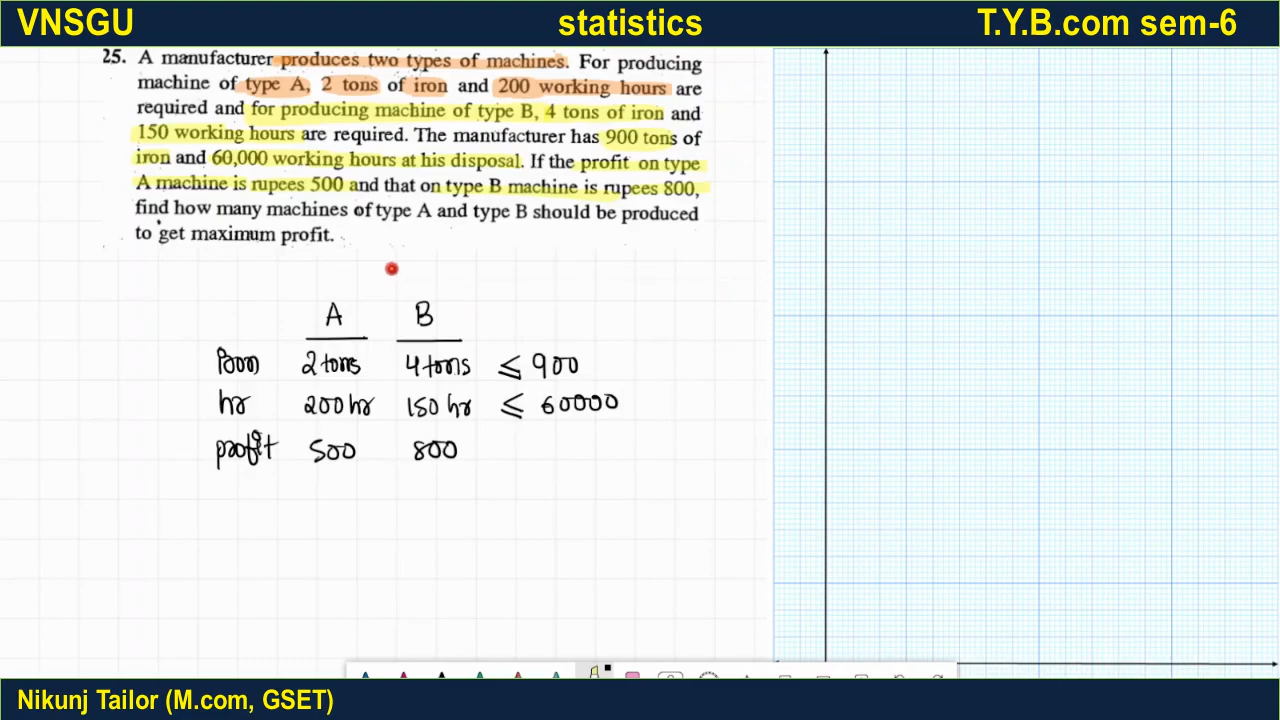 VNSGU statistics T.Y.B.com sem-6
25. A manufacturer produces two types of machines. For producing
machine of type A, 2 tons of iron and 200 working hours are
required and for producing machine of type B, 4 tons of iron and
150 working hours are required. The manufacturer has 900 tons of
iron and 60,000 working hours at his disposal. If the profit on type
A machine is rupees 500 and that on type B machine is rupees 800,
find how many machines of type A and type B should be produced
to get maximum profit.
A B
2 tons 4 tons ≤ 900
hr 200 hr 150 hr ≤ 60000
profit 500 800
Nikunj Tailor (M.com, GSET)